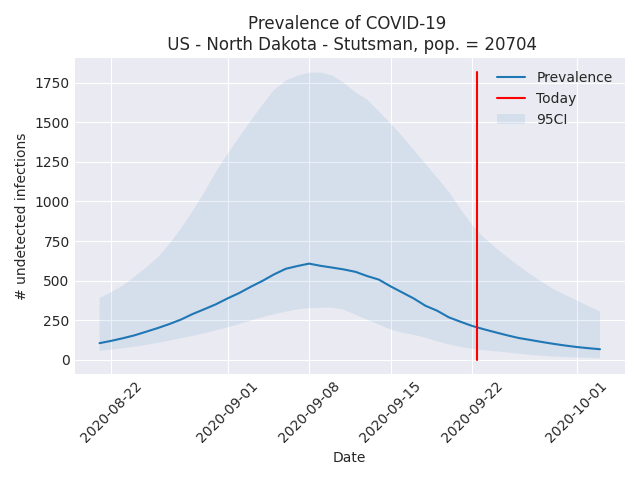 Prevalence of COVID-19
US - North Dakota - Stutsman, pop. = 20704
Prevalence
Today
95CI
# undetected infections
1750
1500
1250
1000
750
500
250
0
2020-08-22
2020-09-01
2020-09-08
2020-09-15
2020-09-22
2020-10-01
Date